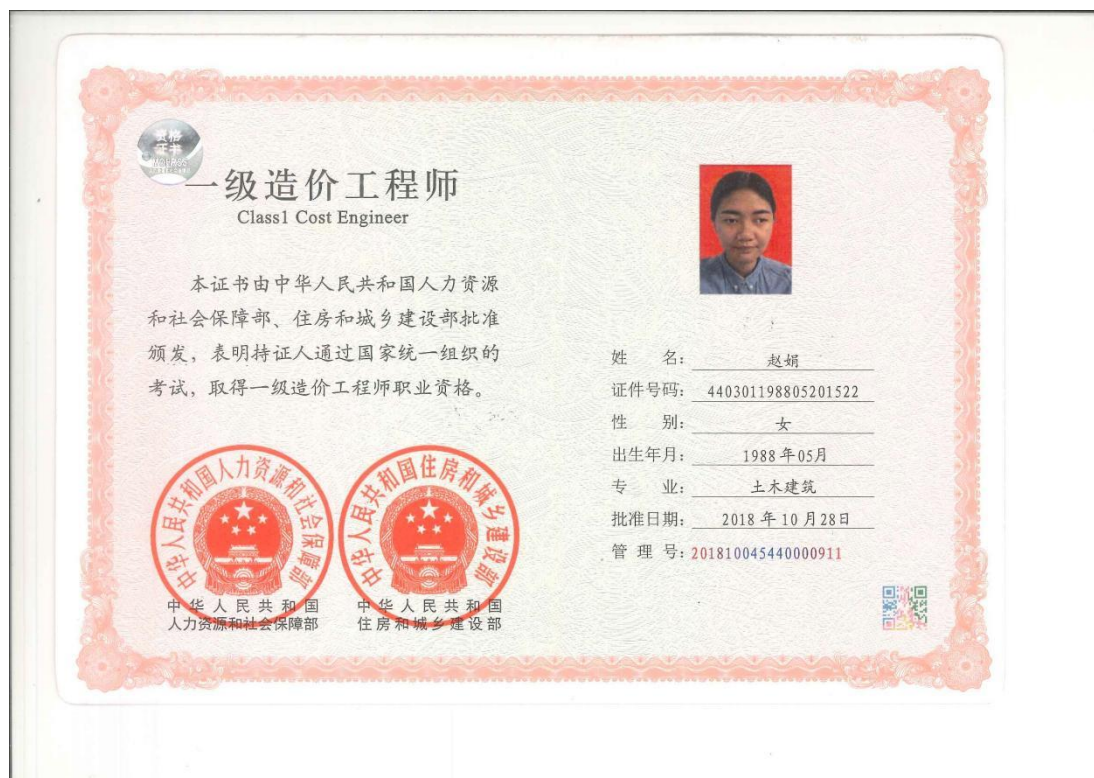 资格
证书
一级造价工程师
Class1 Cost Engineer
本证书由中华人民共和国人力资源
和社会保障部、住房和城乡建设部批准
颁发，表明持证人通过国家统一组织的
考试，取得一级造价工程师职业资格。
姓 名：赵娟
证件号码：440301198805201522
性 别：女
出生年月：1988年05月
专 业：土木建筑
批准日期：2018年10月28日
管 理 号：201810045440000911
中华人民共和国人力资源和社会保障部
中华人民共和国住房和城乡建设部
中华人民共和国
人力资源和社会保障部
中华人民共和国
住房和城乡建设部